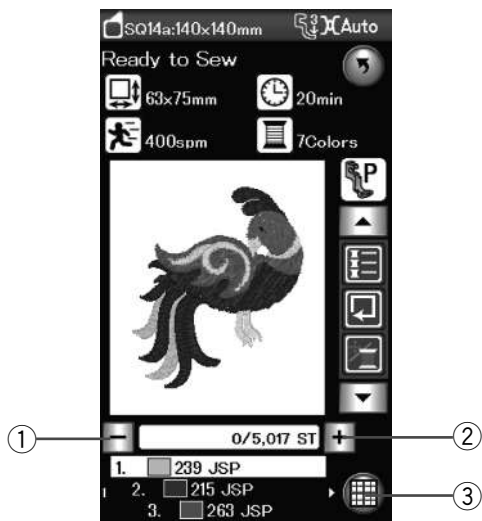 SQ14a:140x140mm 3 Auto
Ready to Sew
63x75mm 20min
400spm 7Colors
P
1 − 0/5,017 ST + 2
1. 239 JSP
2. 215 JSP
3
3. 263 JSP